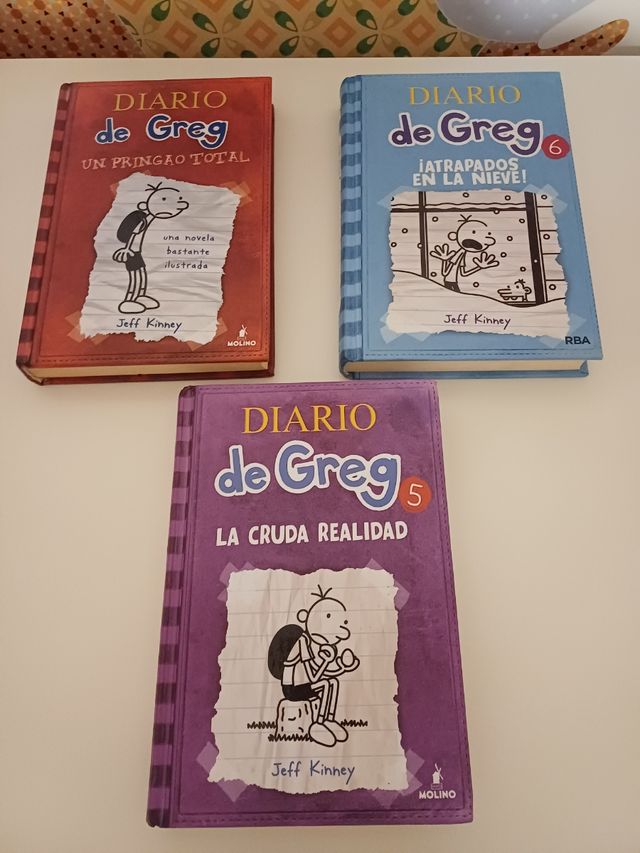 DIARIO
de Greg
UN PRINGAO TOTAL
una novela
bastante
ilustrada
Jeff Kinney
MOLINO
DIARIO
de Greg 6
¡ATRAPADOS
EN LA NIEVE!
Jeff Kinney
RBA
DIARIO
de Greg 5
LA CRUDA REALIDAD
Jeff Kinney
MOLINO